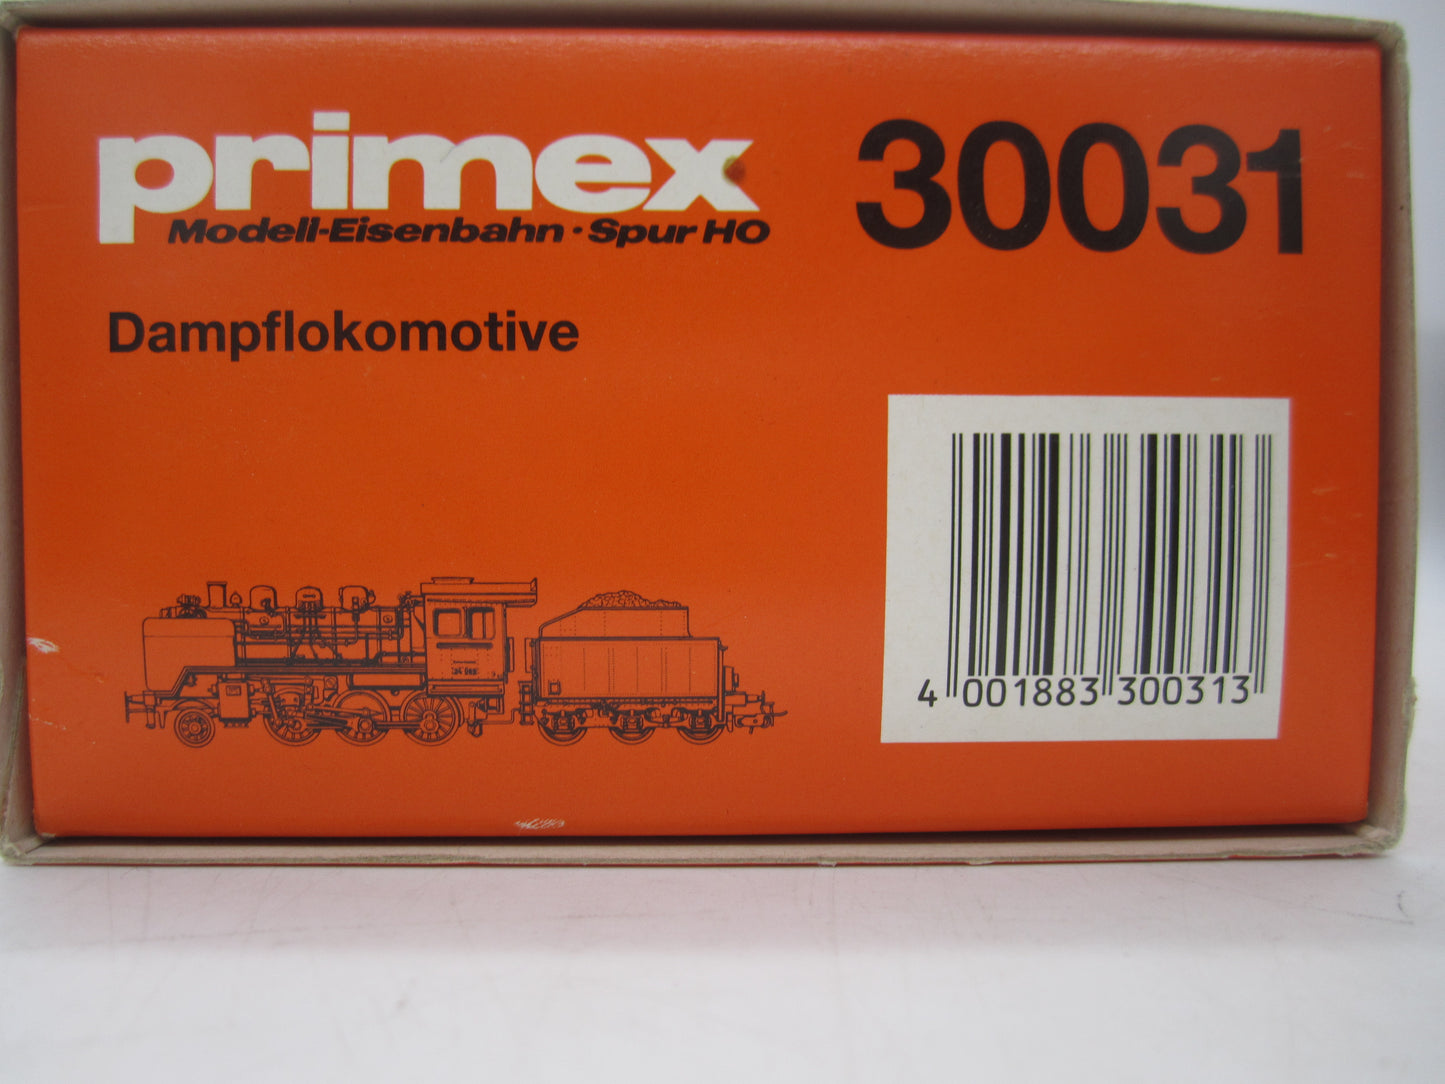 primex
Modell-Eisenbahn · Spur HO
30031
Dampflokomotive
4 001883 300313